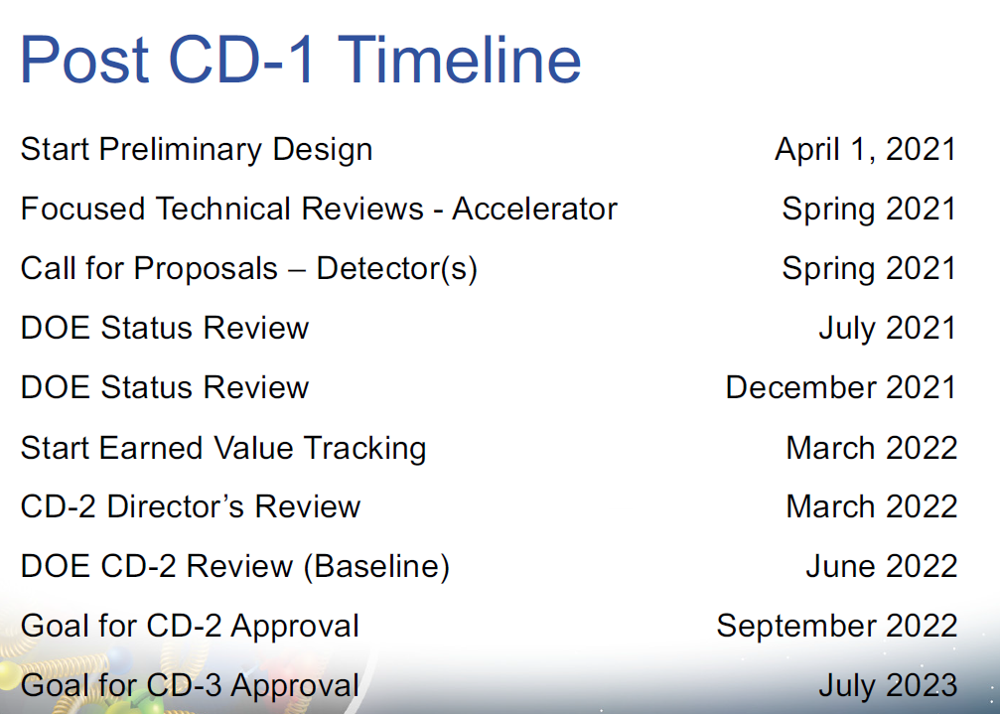 Post CD-1 Timeline
Start Preliminary Design April 1, 2021
Focused Technical Reviews - Accelerator Spring 2021
Call for Proposals – Detector(s) Spring 2021
DOE Status Review July 2021
DOE Status Review December 2021
Start Earned Value Tracking March 2022
CD-2 Director’s Review March 2022
DOE CD-2 Review (Baseline) June 2022
Goal for CD-2 Approval September 2022
Goal for CD-3 Approval July 2023